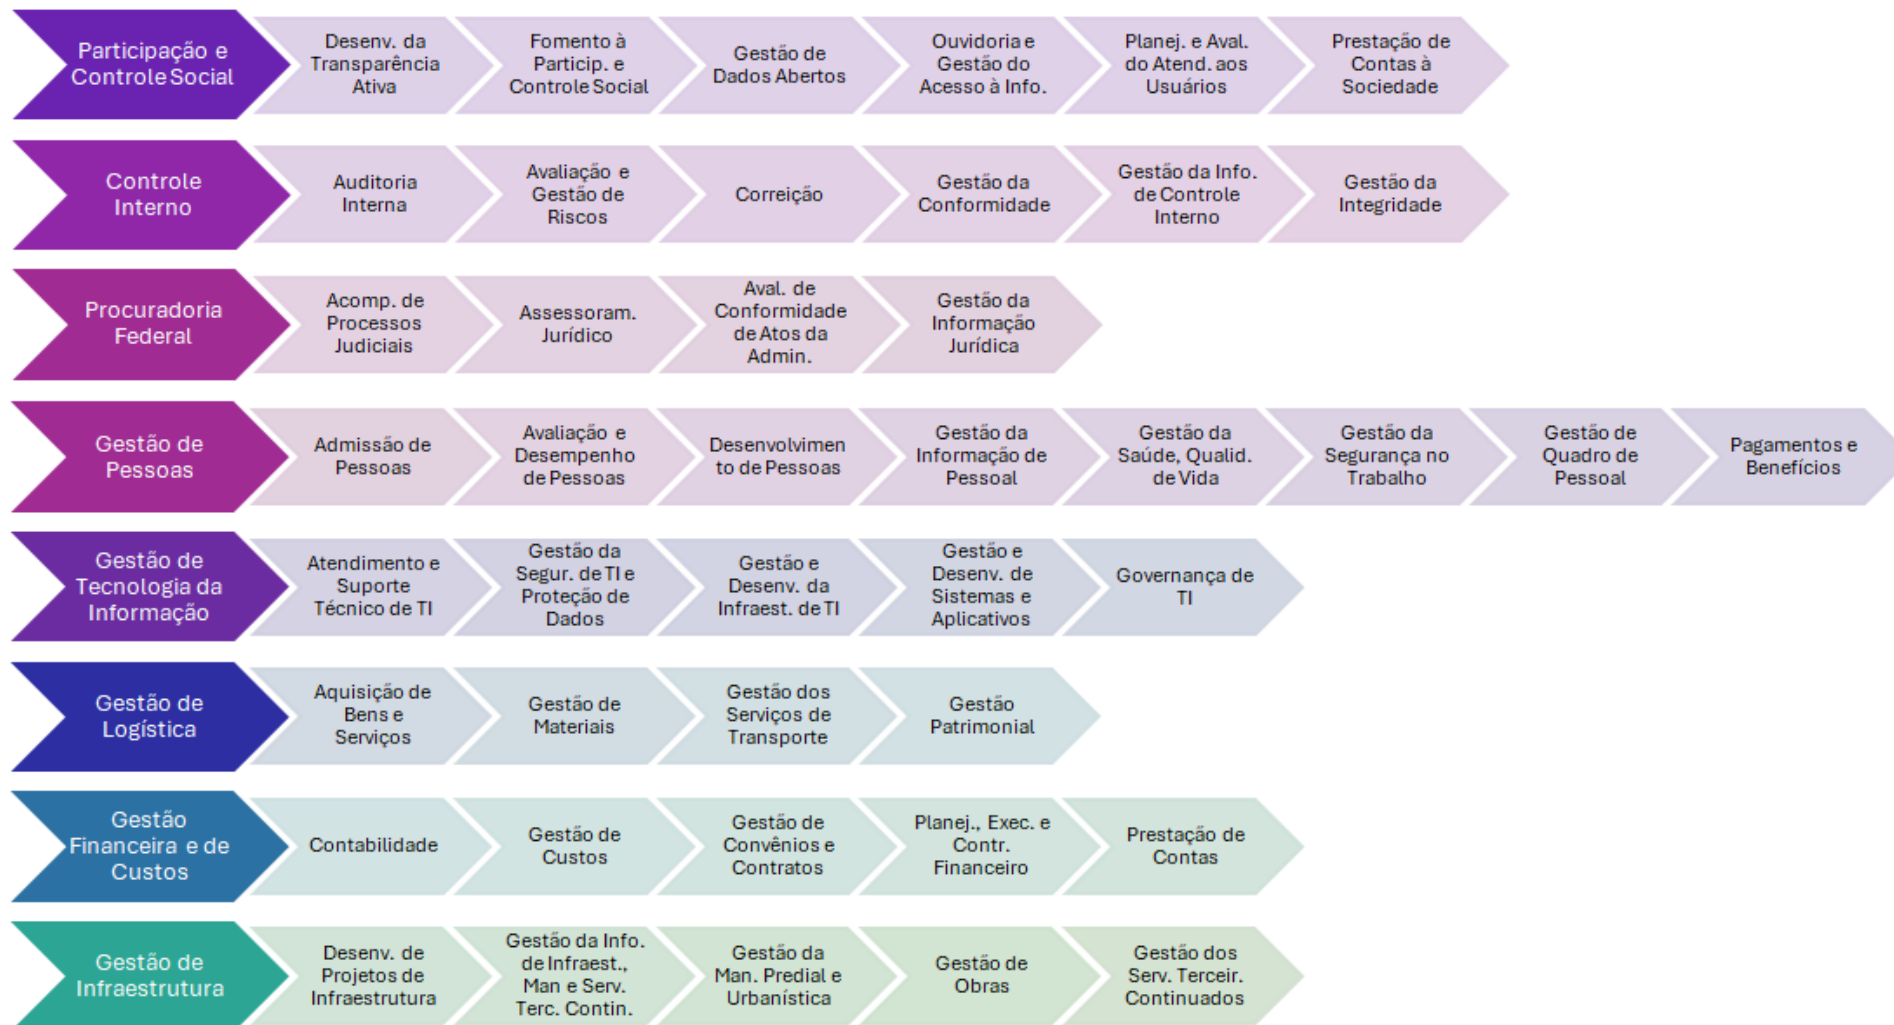 Participação e
Controle Social
Desenv. da
Transparência
Ativa
Fomento à
Particip. e
Controle Social
Gestão de
Dados Abertos
Ouvidoria e
Gestão do
Acesso à Info.
Planej. e Aval.
do Atend. aos
Usuários
Prestação de
Contas à
Sociedade
Controle
Interno
Auditoria
Interna
Avaliação e
Gestão de
Riscos
Correição
Gestão da
Conformidade
Gestão da Info.
de Controle
Interno
Gestão da
Integridade
Procuradoria
Federal
Acomp. de
Processos
Judiciais
Assessoram.
Jurídico
Aval. de
Conformidade
de Atos da
Admin.
Gestão da
Informação
Jurídica
Gestão de
Pessoas
Admissão de
Pessoas
Avaliação e
Desempenho
de Pessoas
Desenvolvimen
to de Pessoas
Gestão da
Informação de
Pessoal
Gestão da
Saúde, Qualid.
de Vida
Gestão da
Segurança no
Trabalho
Gestão de
Quadro de
Pessoal
Pagamentos e
Benefícios
Gestão de
Tecnologia da
Informação
Atendimento e
Suporte
Técnico de TI
Gestão da
Segur. de TI e
Proteção de
Dados
Gestão e
Desenv. da
Infraest. de TI
Gestão e
Desenv. de
Sistemas e
Aplicativos
Governança de
TI
Gestão de
Logística
Aquisição de
Bens e
Serviços
Gestão de
Materiais
Gestão dos
Serviços de
Transporte
Gestão
Patrimonial
Gestão
Financeira e de
Custos
Contabilidade
Gestão de
Custos
Gestão de
Convênios e
Contratos
Planej., Exec. e
Contr.
Financeiro
Prestação de
Contas
Gestão de
Infraestrutura
Desenv. de
Projetos de
Infraestrutura
Gestão da Info.
de Infraest.,
Man e Serv.
Terc. Contin.
Gestão da
Man. Predial e
Urbanística
Gestão de
Obras
Gestão dos
Serv. Terceir.
Continuados